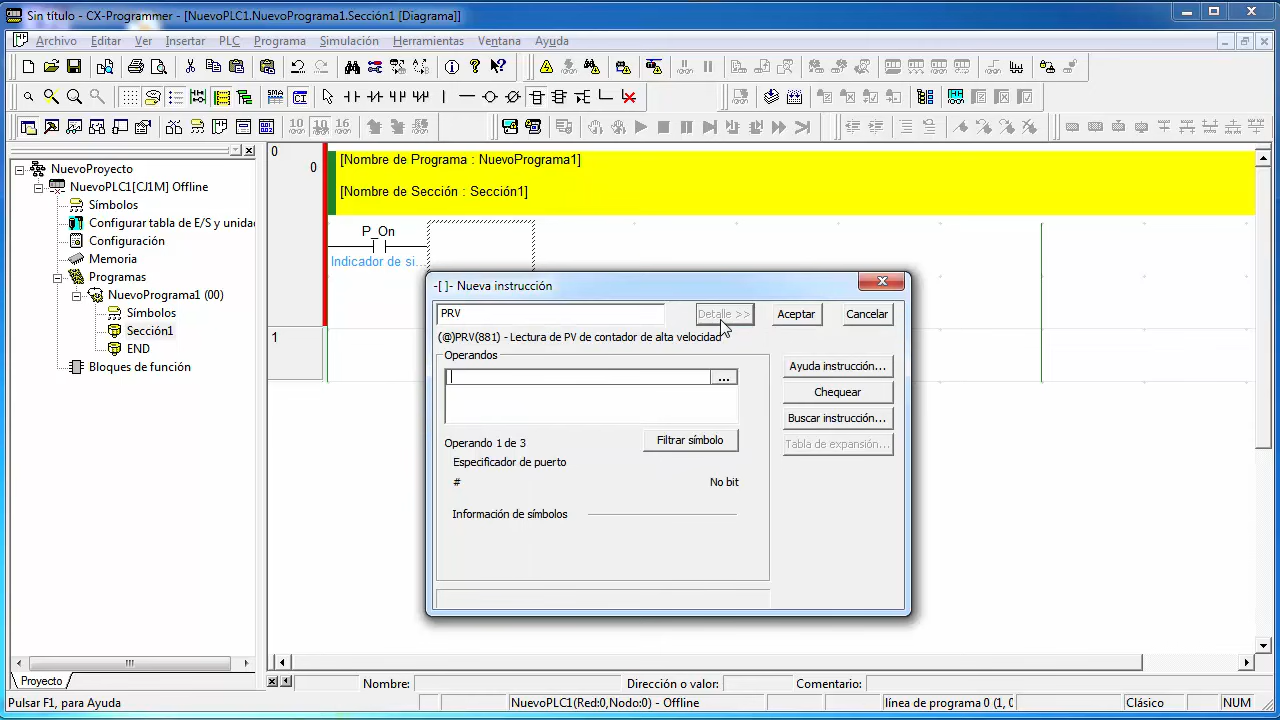 Sin título - CX-Programmer - [NuevoPLC1.NuevoPrograma1.Sección1 [Diagrama]]
Archivo Editar Ver Insertar PLC Programa Simulación Herramientas Ventana Ayuda
10 10 16
NuevoProyecto
NuevoPLC1[CJ1M] Offline
Símbolos
Configurar tabla de E/S y unidad
Configuración
Memoria
Programas
NuevoPrograma1 (00)
Símbolos
Sección1
END
Bloques de función
Proyecto
0
0
[Nombre de Programa : NuevoPrograma1]
[Nombre de Sección : Sección1]
P_On
Indicador de si...
1
-[ ]- Nueva instrucción
PRV
Detalle >>
Aceptar
Cancelar
(@)PRV(881) - Lectura de PV de contador de alta velocidad
Operandos
...
Ayuda instrucción...
Chequear
Buscar instrucción...
Tabla de expansión...
Operando 1 de 3
Filtrar símbolo
Especificador de puerto
#
No bit
Información de símbolos
Nombre:
Dirección o valor:
Comentario:
Pulsar F1, para Ayuda
NuevoPLC1(Red:0,Nodo:0) - Offline
línea de programa 0 (1, 0
Clásico
NUM